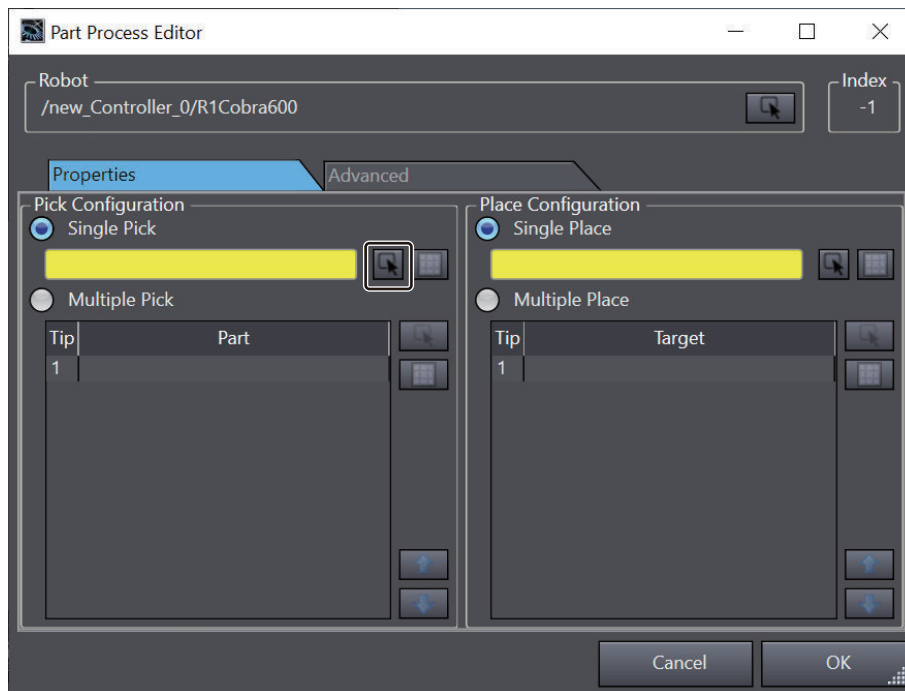 Part Process Editor
Robot
/new_Controller_0/R1Cobra600
Index
-1
Properties
Advanced
Pick Configuration
Single Pick
Multiple Pick
Tip Part
1
Place Configuration
Single Place
Multiple Place
Tip Target
1
Cancel
OK